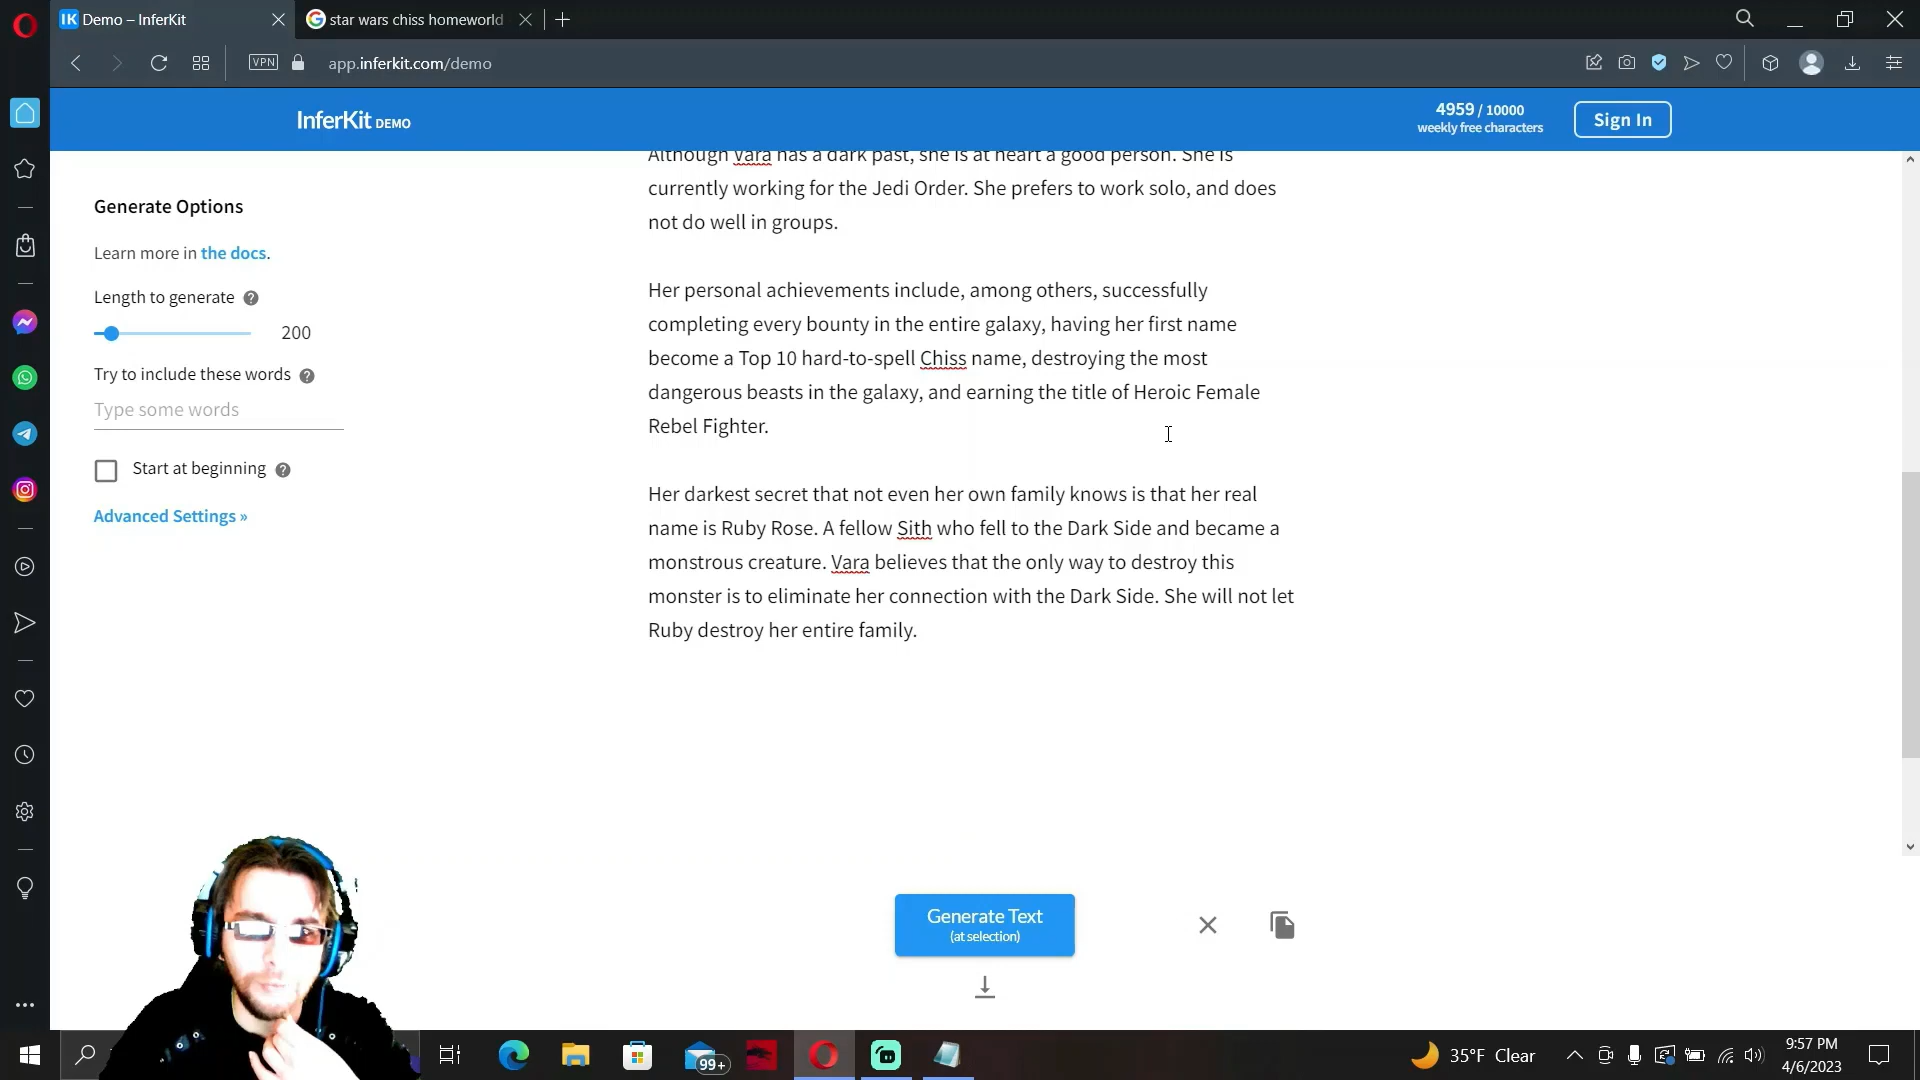 Demo – InferKit
star wars chiss homeworld
VPN
app.inferkit.com/demo
InferKit DEMO
4959 / 10000
weekly free characters
Sign In
Generate Options
Learn more in the docs.
Length to generate
200
Try to include these words
Type some words
Start at beginning
Advanced Settings »
Although Vara has a dark past, she is at heart a good person. She is
currently working for the Jedi Order. She prefers to work solo, and does
not do well in groups.
Her personal achievements include, among others, successfully
completing every bounty in the entire galaxy, having her first name
become a Top 10 hard-to-spell Chiss name, destroying the most
dangerous beasts in the galaxy, and earning the title of Heroic Female
Rebel Fighter.
Her darkest secret that not even her own family knows is that her real
name is Ruby Rose. A fellow Sith who fell to the Dark Side and became a
monstrous creature. Vara believes that the only way to destroy this
monster is to eliminate her connection with the Dark Side. She will not let
Ruby destroy her entire family.
Generate Text
(at selection)
99+
35°F Clear
9:57 PM
4/6/2023